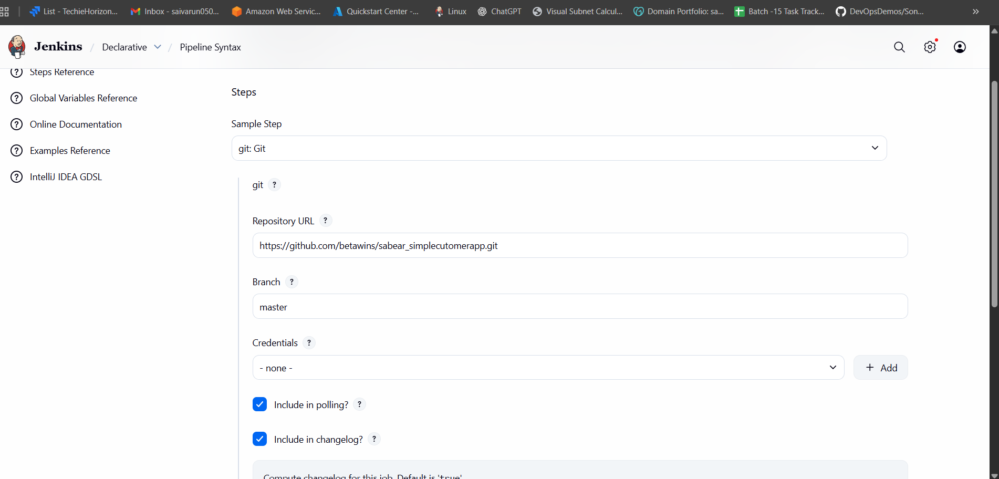 List - TechieHorizon... Inbox - saivarun050... Amazon Web Servic... Quickstart Center -... Linux ChatGPT Visual Subnet Calcul... Domain Portfolio: sa... Batch -15 Task Track... DevOpsDemos/Son... »
Jenkins / Declarative / Pipeline Syntax
? Steps Reference
? Global Variables Reference
? Online Documentation
? Examples Reference
? IntelliJ IDEA GDSL
Steps
Sample Step
git: Git
git ?
Repository URL ?
https://github.com/betawins/sabear_simplecutomerapp.git
Branch ?
master
Credentials ?
- none -
+ Add
Include in polling? ?
Include in changelog? ?
Compute changelog for this job. Default is 'true'